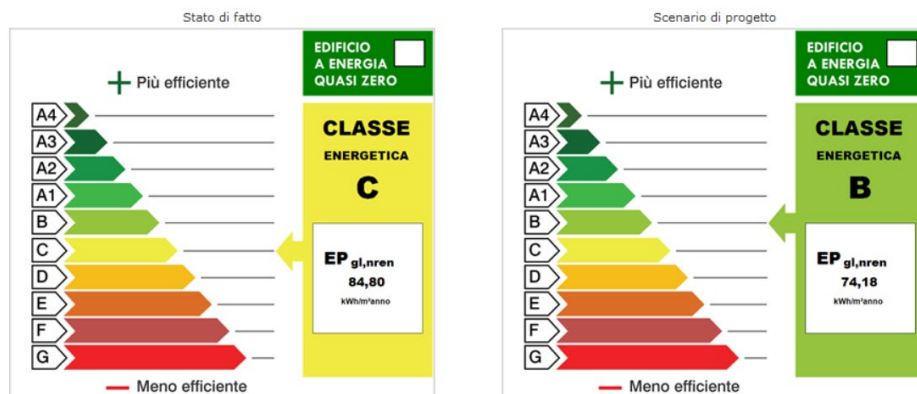 Stato di fatto
EDIFICIO
A ENERGIA
QUASI ZERO
Più efficiente
A4
A3
A2
A1
B
C
D
E
F
G
Meno efficiente
CLASSE
ENERGETICA
C
EP gl,nren
84,80
kWh/m²anno
Scenario di progetto
EDIFICIO
A ENERGIA
QUASI ZERO
Più efficiente
A4
A3
A2
A1
B
C
D
E
F
G
Meno efficiente
CLASSE
ENERGETICA
B
EP gl,nren
74,18
kWh/m²anno